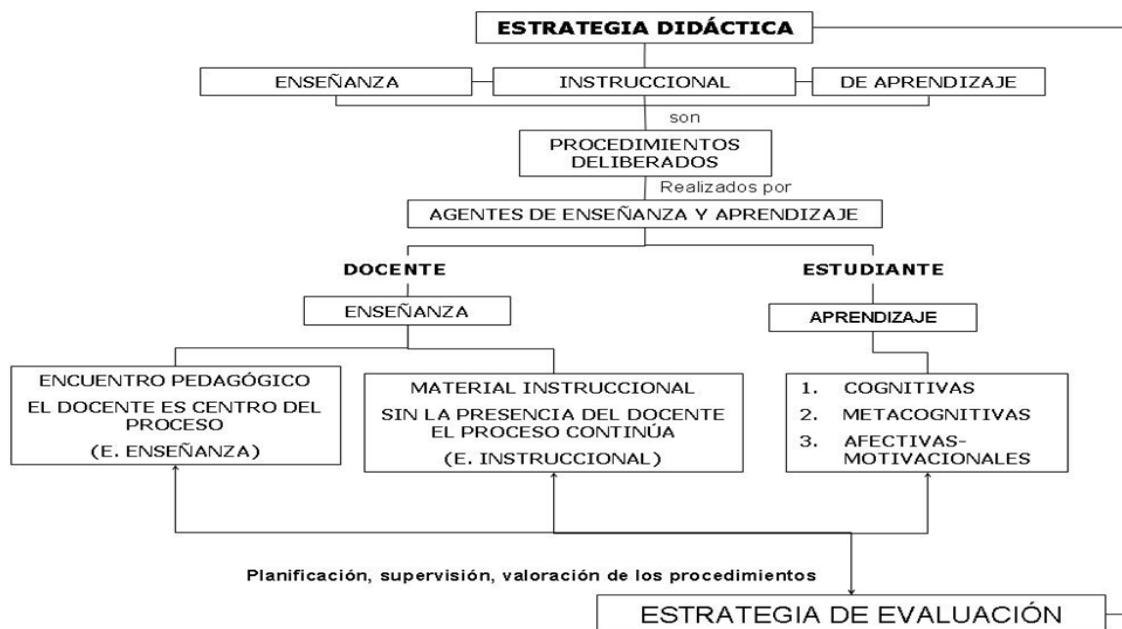 ESTRATEGIA DIDÁCTICA
ENSEÑANZA
INSTRUCCIONAL
DE APRENDIZAJE
son
PROCEDIMIENTOS
DELIBERADOS
Realizados por
AGENTES DE ENSEÑANZA Y APRENDIZAJE
DOCENTE
ESTUDIANTE
ENSEÑANZA
APRENDIZAJE
ENCUENTRO PEDAGÓGICO
EL DOCENTE ES CENTRO DEL
PROCESO
(E. ENSEÑANZA)
MATERIAL INSTRUCCIONAL
SIN LA PRESENCIA DEL DOCENTE
EL PROCESO CONTINÚA
(E. INSTRUCCIONAL)
1. COGNITIVAS
2. METACOGNITIVAS
3. AFECTIVAS-
MOTIVACIONALES
Planificación, supervisión, valoración de los procedimientos
ESTRATEGIA DE EVALUACIÓN